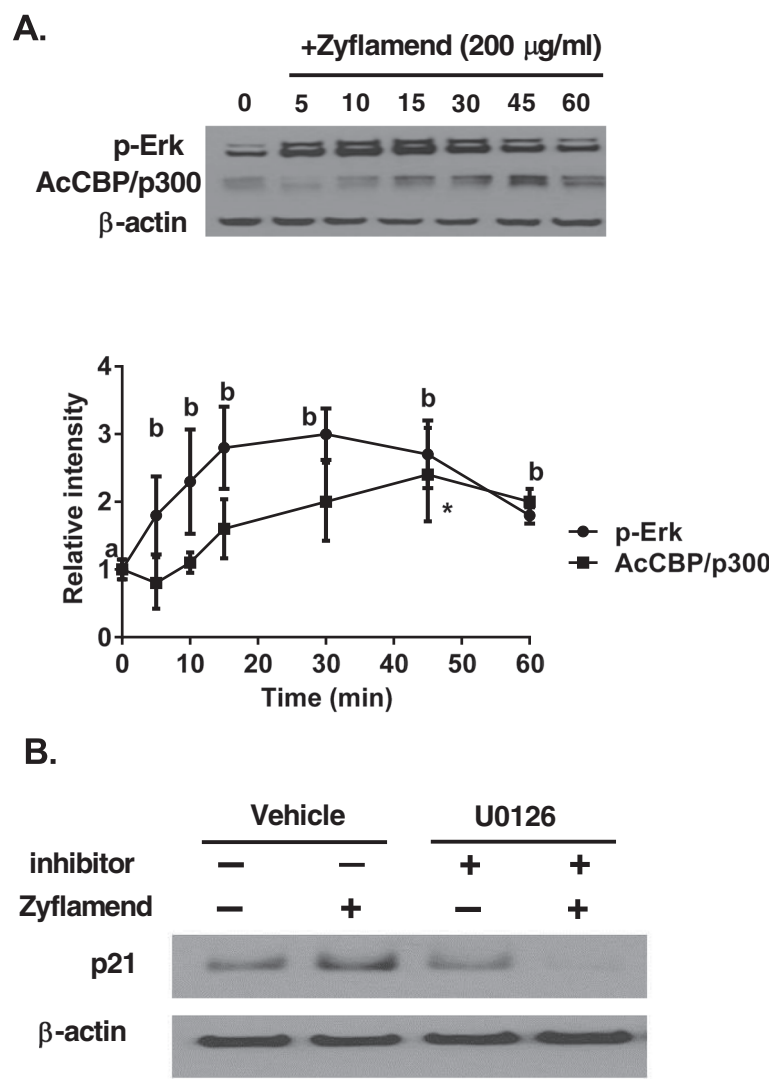 A.
+Zyflamend (200 μg/ml)
0 5 10 15 30 45 60
p-Erk
AcCBP/p300
β-actin
Relative intensity
4
3
2
1
0
a
b
b
b
b
b
b
*
0 10 20 30 40 50 60
Time (min)
p-Erk
AcCBP/p300
B.
Vehicle U0126
inhibitor − − + +
Zyflamend − + − +
p21
β-actin